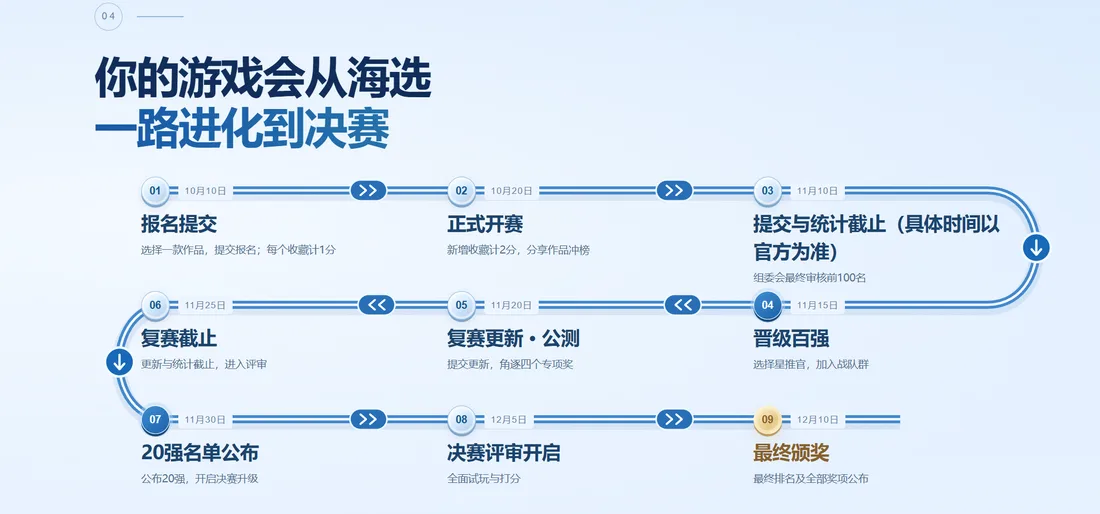 04
你的游戏会从海选
一路进化到决赛
01 10月10日
报名提交
选择一款作品，提交报名；每个收藏计1分
02 10月20日
正式开赛
新增收藏计2分，分享作品冲榜
03 11月10日
提交与统计截止（具体时间以
官方为准）
组委会最终审核前100名
04 11月15日
晋级百强
选择星推官，加入战队群
05 11月20日
复赛更新·公测
提交更新，角逐四个专项奖
06 11月25日
复赛截止
更新与统计截止，进入评审
07 11月30日
20强名单公布
公布20强，开启决赛升级
08 12月5日
决赛评审开启
全面试玩与打分
09 12月10日
最终颁奖
最终排名及全部奖项公布